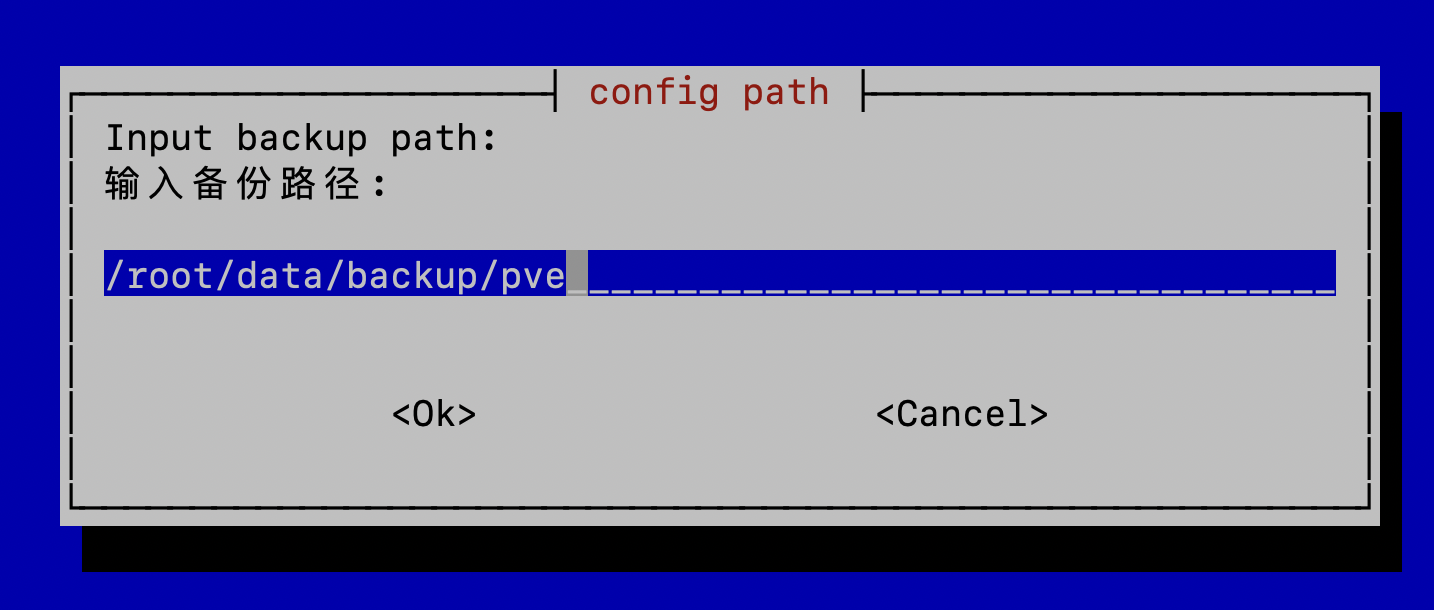 config path
Input backup path:
输入备份路径：
/root/data/backup/pve
<Ok> <Cancel>